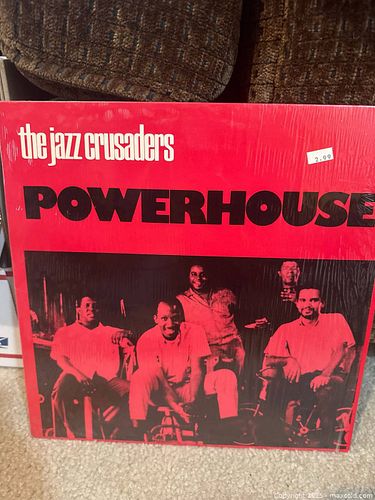 the jazz crusaders
2.99
POWERHOUSE
Copyright 2025 - maxsold.com